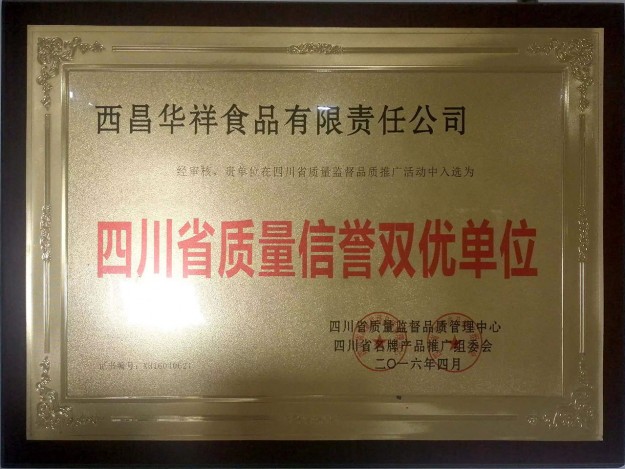 西昌华祥食品有限责任公司
经审核、贵单位在四川省质量监督品质推广活动中入选为
四川省质量信誉双优单位
四川省质量监督品质管理中心
四川省名牌产品推广组委会
二〇一六年四月
证书编号: